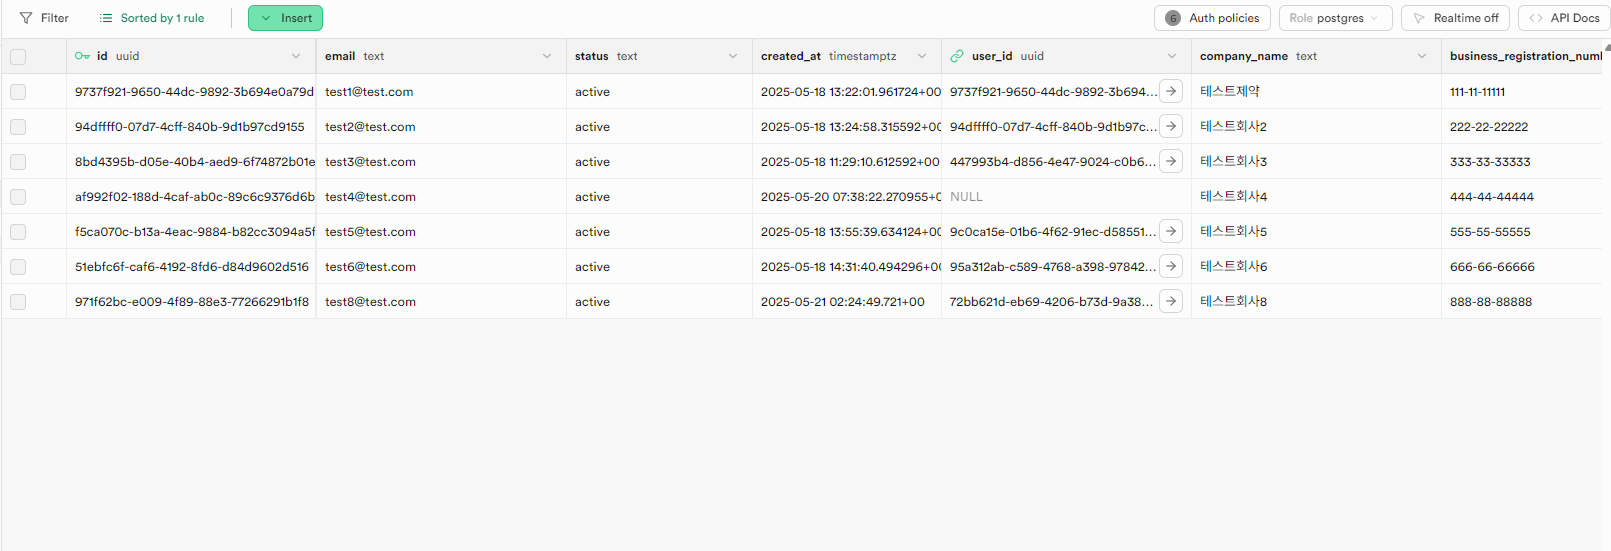 Filter Sorted by 1 rule Insert 6 Auth policies Role postgres Realtime off API Docs
id uuid email text status text created_at timestamptz user_id uuid company_name text business_registration_numb
9737f921-9650-44dc-9892-3b694e0a79d test1@test.com active 2025-05-18 13:22:01.961724+00 9737f921-9650-44dc-9892-3b694... 테스트제약 111-11-11111
94dffff0-07d7-4cff-840b-9d1b97cd9155 test2@test.com active 2025-05-18 13:24:58.315592+00 94dffff0-07d7-4cff-840b-9d1b97c... 테스트회사2 222-22-22222
8bd4395b-d05e-40b4-aed9-6f74872b01e test3@test.com active 2025-05-18 11:29:10.612592+00 447993b4-d856-4e47-9024-c0b6... 테스트회사3 333-33-33333
af992f02-188d-4caf-ab0c-89c6c9376d6b test4@test.com active 2025-05-20 07:38:22.270955+0 NULL 테스트회사4 444-44-44444
f5ca070c-b13a-4eac-9884-b82cc3094a5f test5@test.com active 2025-05-18 13:55:39.634124+00 9c0ca15e-01b6-4f62-91ec-d58551... 테스트회사5 555-55-55555
51ebfc6f-caf6-4192-8fd6-d84d9602d516 test6@test.com active 2025-05-18 14:31:40.494296+00 95a312ab-c589-4768-a398-97842... 테스트회사6 666-66-66666
971f62bc-e009-4f89-88e3-77266291b1f8 test8@test.com active 2025-05-21 02:24:49.721+00 72bb621d-eb69-4206-b73d-9a38... 테스트회사8 888-88-88888